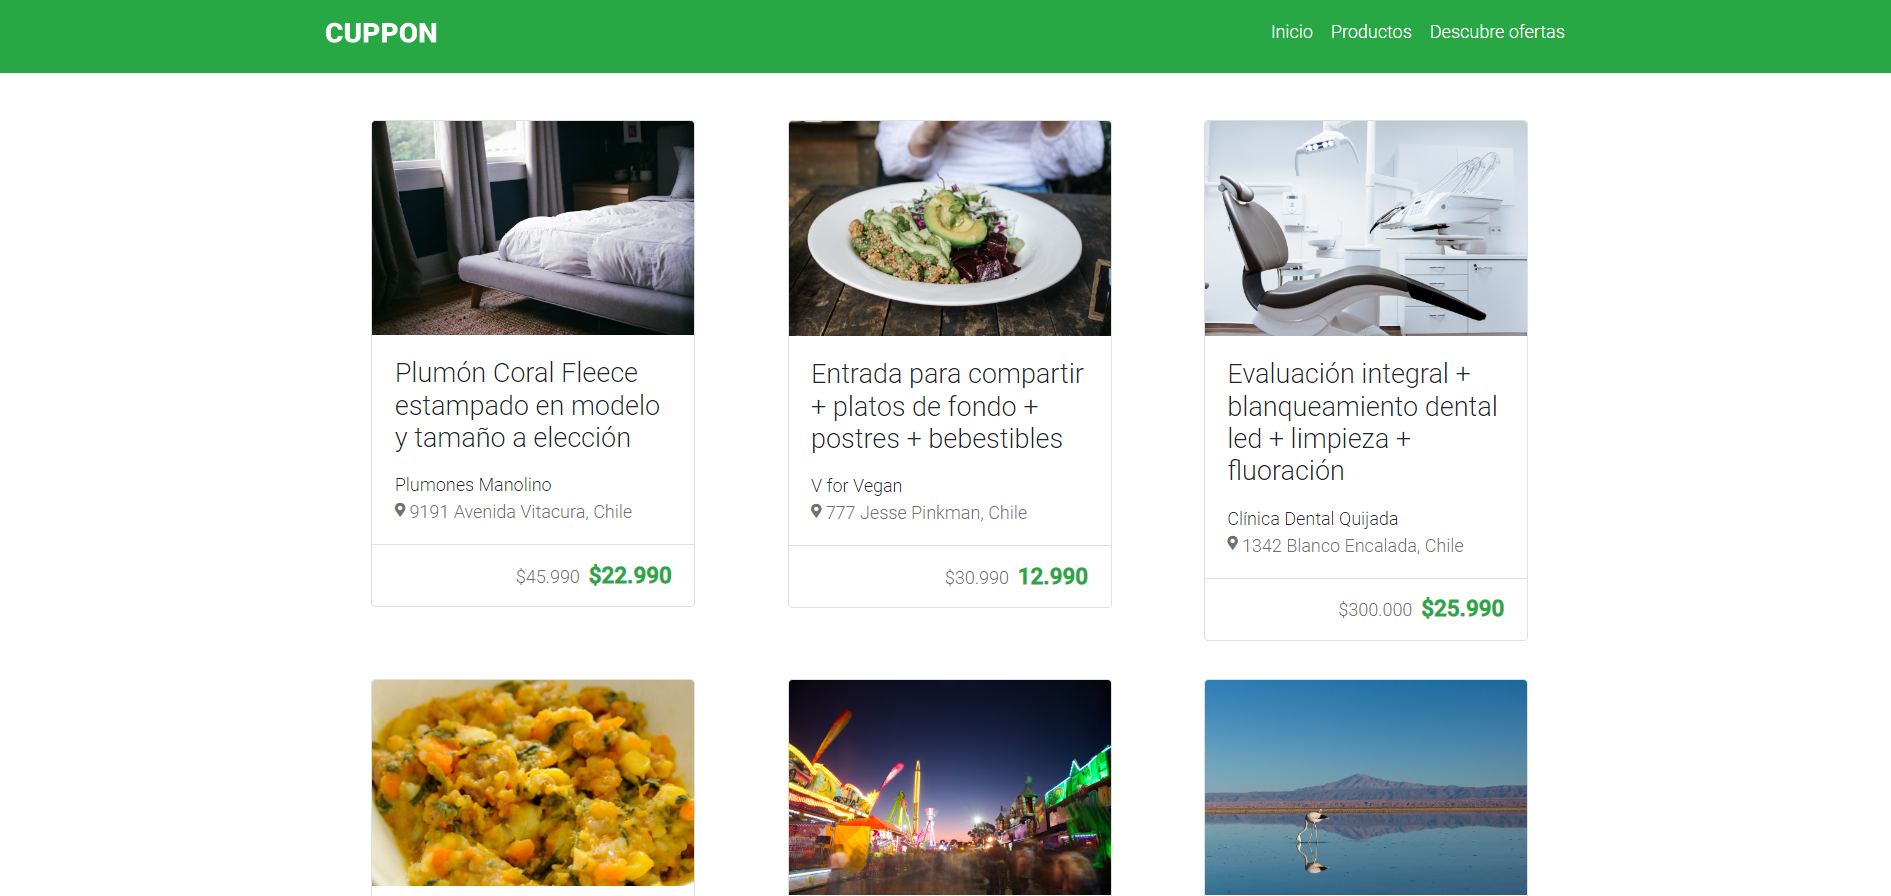 CUPPON
Inicio Productos Descubre ofertas
Plumón Coral Fleece
estampado en modelo
y tamaño a elección
Plumones Manolino
9191 Avenida Vitacura, Chile
$45.990 $22.990
Entrada para compartir
+ platos de fondo +
postres + bebestibles
V for Vegan
777 Jesse Pinkman, Chile
$30.990 12.990
Evaluación integral +
blanqueamiento dental
led + limpieza +
fluoración
Clínica Dental Quijada
1342 Blanco Encalada, Chile
$300.000 $25.990